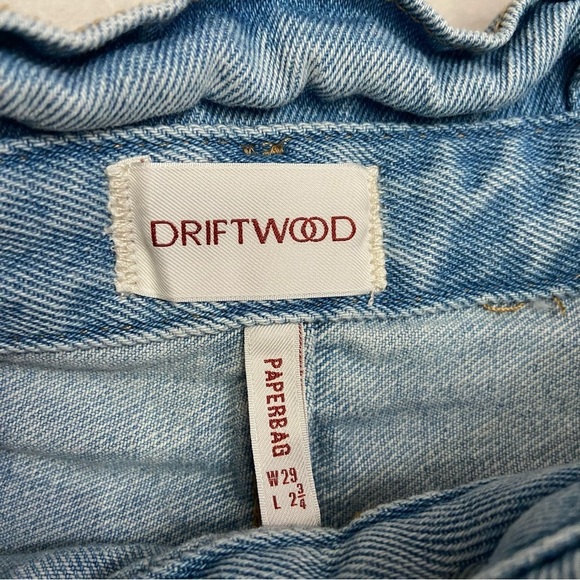 DRIFTWOOD
PAPERBAG
W29
L 2¾